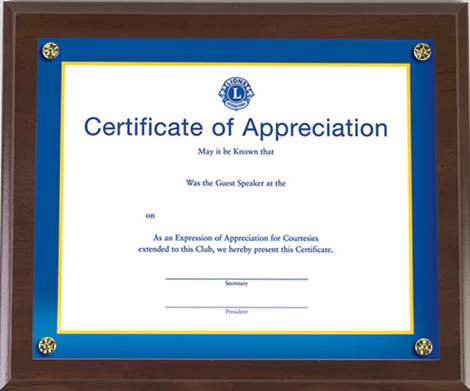 LIONS
L
INTERNATIONAL
Certificate of Appreciation
May it be Known that
Was the Guest Speaker at the
on
As an Expression of Appreciation for Courtesies
extended to this Club, we hereby present this Certificate.
Secretary
President